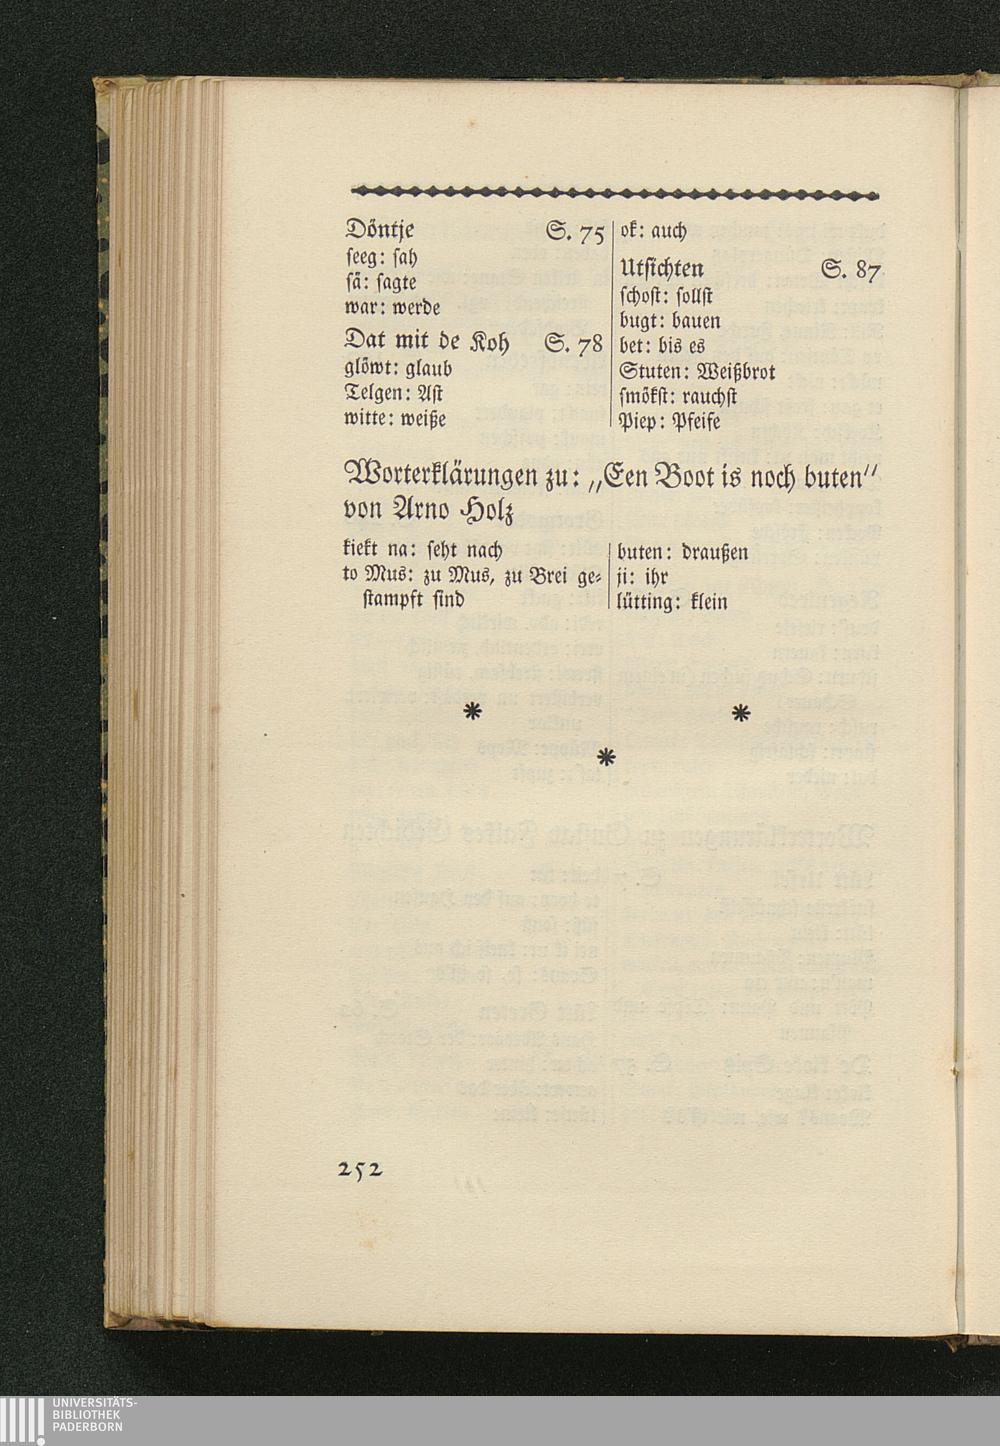 Döntje S. 75
seeg: sah
sä: sagte
war: werde
Dat mit de Koh S. 78
glöwt: glaub
Telgen: Ast
witte: weiße
ok: auch
Utsichten S. 87
schost: sollst
bugt: bauen
bet: bis es
Stuten: Weißbrot
smökst: rauchst
Piep: Pfeife
Worterklärungen zu: „Een Boot is noch buten“
von Arno Holz
kiekt na: seht nach
to Mus: zu Mus, zu Brei ge-
stampft sind
buten: draußen
ji: ihr
lütting: klein
* *
*
252
UNIVERSITÄTS-
BIBLIOTHEK
PADERBORN